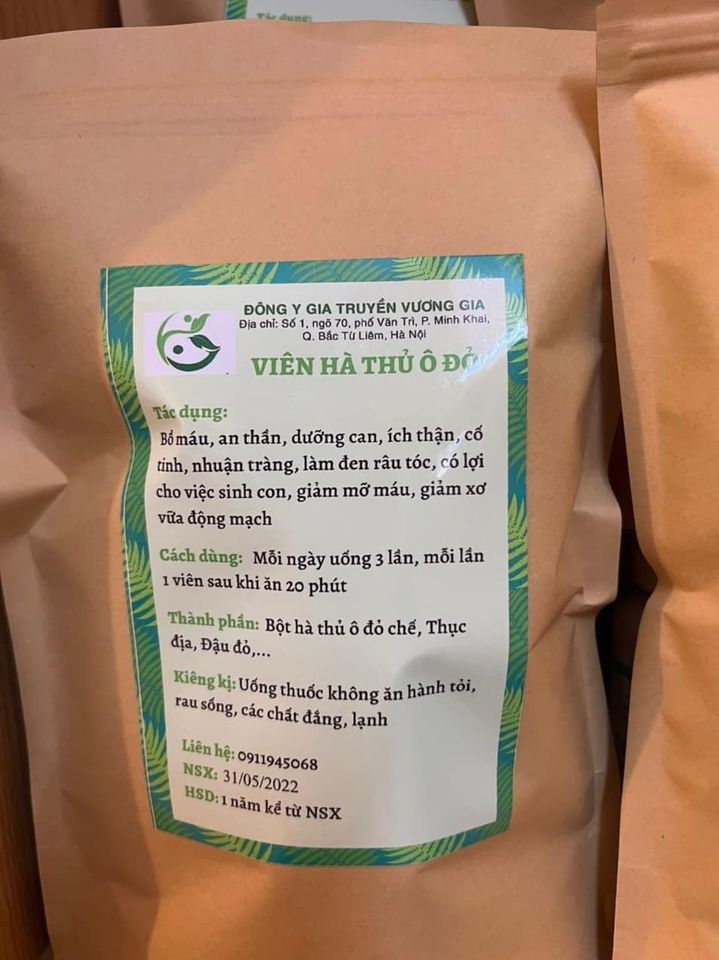 Tác dụng:
ĐÔNG Y GIA TRUYỀN VƯƠNG GIA
Địa chỉ: Số 1, ngõ 70, phố Văn Trì, P. Minh Khai,
Q. Bắc Từ Liêm, Hà Nội
VIÊN HÀ THỦ Ô ĐỎ
Tác dụng:
Bổ máu, an thần, dưỡng can, ích thận, cố
tinh, nhuận tràng, làm đen râu tóc, có lợi
cho việc sinh con, giảm mỡ máu, giảm xơ
vữa động mạch
Cách dùng: Mỗi ngày uống 3 lần, mỗi lần
1 viên sau khi ăn 20 phút
Thành phần: Bột hà thủ ô đỏ chế, Thục
địa, Đậu đỏ,...
Kiêng kị: Uống thuốc không ăn hành tỏi,
rau sống, các chất đắng, lạnh
Liên hệ: 0911945068
NSX: 31/05/2022
HSD: 1 năm kể từ NSX